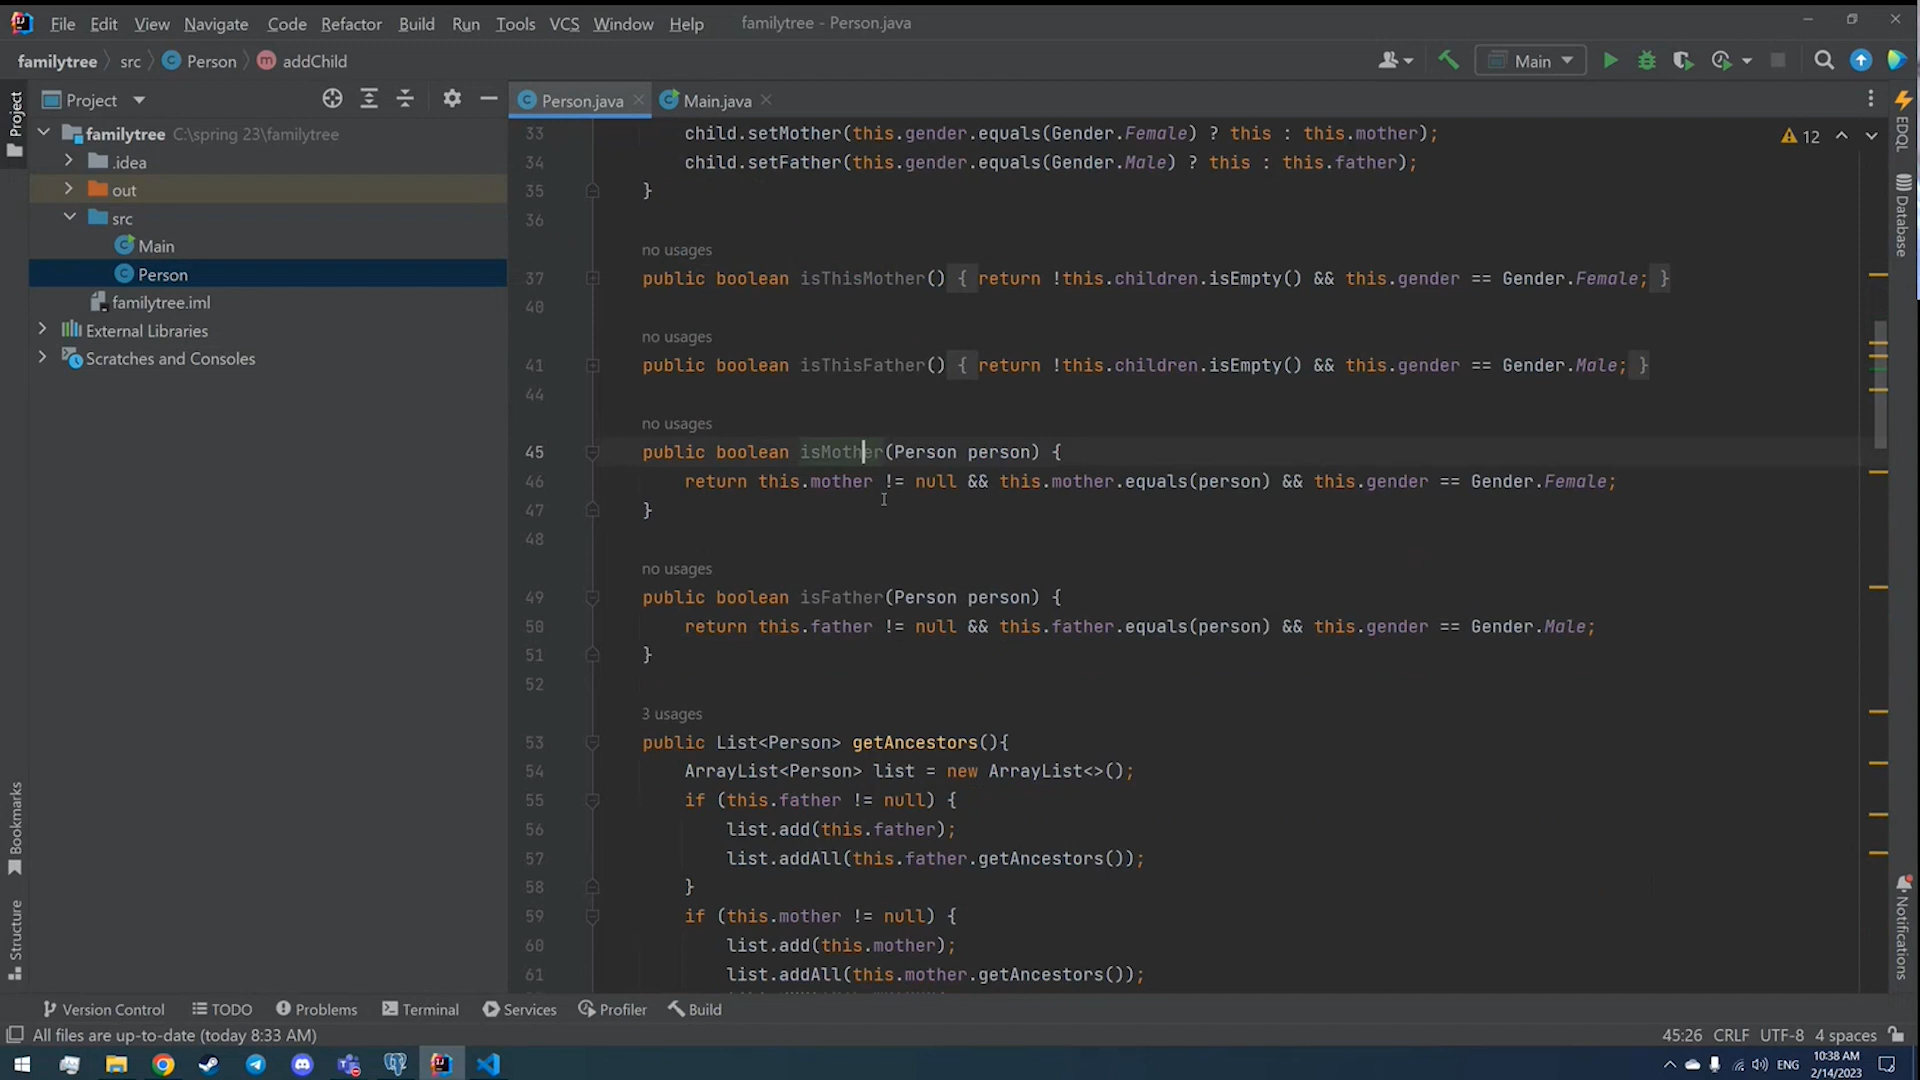 File Edit View Navigate Code Refactor Build Run Tools VCS Window Help familytree - Person.java
familytree src Person addChild Main
Project
Person.java Main.java
familytree C:\spring 23\familytree
.idea
out
src
Main
Person
familytree.iml
External Libraries
Scratches and Consoles
Project
Bookmarks
Structure
12
33 child.setMother(this.gender.equals(Gender.Female) ? this : this.mother);
34 child.setFather(this.gender.equals(Gender.Male) ? this : this.father);
35 }
36
no usages
37 public boolean isThisMother() { return !this.children.isEmpty() && this.gender == Gender.Female; }
40
no usages
41 public boolean isThisFather() { return !this.children.isEmpty() && this.gender == Gender.Male; }
44
no usages
45 public boolean isMother(Person person) {
46 return this.mother != null && this.mother.equals(person) && this.gender == Gender.Female;
47 }
48
no usages
49 public boolean isFather(Person person) {
50 return this.father != null && this.father.equals(person) && this.gender == Gender.Male;
51 }
52
3 usages
53 public List<Person> getAncestors(){
54 ArrayList<Person> list = new ArrayList<>();
55 if (this.father != null) {
56 list.add(this.father);
57 list.addAll(this.father.getAncestors());
58 }
59 if (this.mother != null) {
60 list.add(this.mother);
61 list.addAll(this.mother.getAncestors());
EDQL
Database
Notifications
Version Control TODO Problems Terminal Services Profiler Build
All files are up-to-date (today 8:33 AM) 45:26 CRLF UTF-8 4 spaces
ENG 10:38 AM
2/14/2023